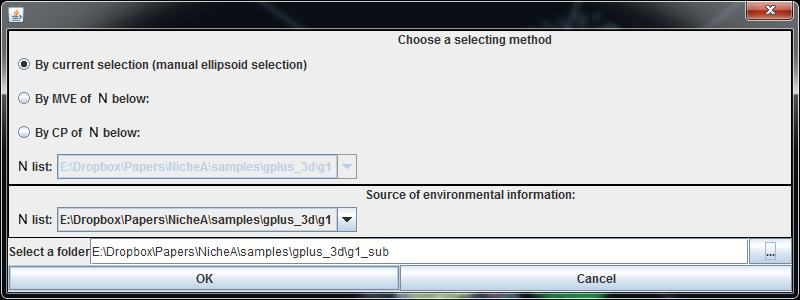 Choose a selecting method
By current selection (manual ellipsoid selection)
By MVE of N below:
By CP of N below:
N list: E:\Dropbox\Papers\NicheA\samples\gplus_3d\g1
Source of environmental information:
N list: E:\Dropbox\Papers\NicheA\samples\gplus_3d\g1
Select a folder E:\Dropbox\Papers\NicheA\samples\gplus_3d\g1_sub ...
OK Cancel